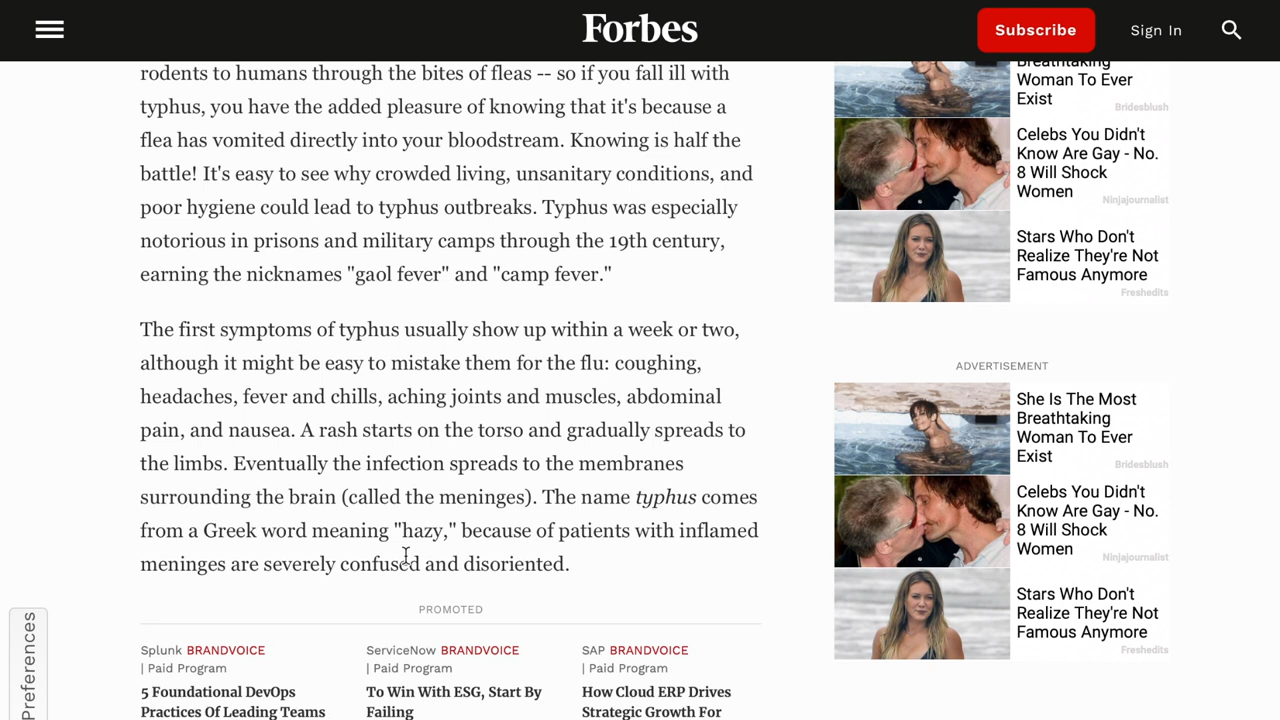 Forbes
Subscribe
Sign In
rodents to humans through the bites of fleas -- so if you fall ill with
typhus, you have the added pleasure of knowing that it's because a
flea has vomited directly into your bloodstream. Knowing is half the
battle! It's easy to see why crowded living, unsanitary conditions, and
poor hygiene could lead to typhus outbreaks. Typhus was especially
notorious in prisons and military camps through the 19th century,
earning the nicknames "gaol fever" and "camp fever."
The first symptoms of typhus usually show up within a week or two,
although it might be easy to mistake them for the flu: coughing,
headaches, fever and chills, aching joints and muscles, abdominal
pain, and nausea. A rash starts on the torso and gradually spreads to
the limbs. Eventually the infection spreads to the membranes
surrounding the brain (called the meninges). The name typhus comes
from a Greek word meaning "hazy," because of patients with inflamed
meninges are severely confused and disoriented.
PROMOTED
Splunk BRANDVOICE
| Paid Program
5 Foundational DevOps
Practices Of Leading Teams
ServiceNow BRANDVOICE
| Paid Program
To Win With ESG, Start By
Failing
SAP BRANDVOICE
| Paid Program
How Cloud ERP Drives
Strategic Growth For
Preferences
Breathtaking
Woman To Ever
Exist
Bridesblush
Celebs You Didn't
Know Are Gay - No.
8 Will Shock
Women
Ninjajournalist
Stars Who Don't
Realize They're Not
Famous Anymore
Freshedits
ADVERTISEMENT
She Is The Most
Breathtaking
Woman To Ever
Exist
Bridesblush
Celebs You Didn't
Know Are Gay - No.
8 Will Shock
Women
Ninjajournalist
Stars Who Don't
Realize They're Not
Famous Anymore
Freshedits